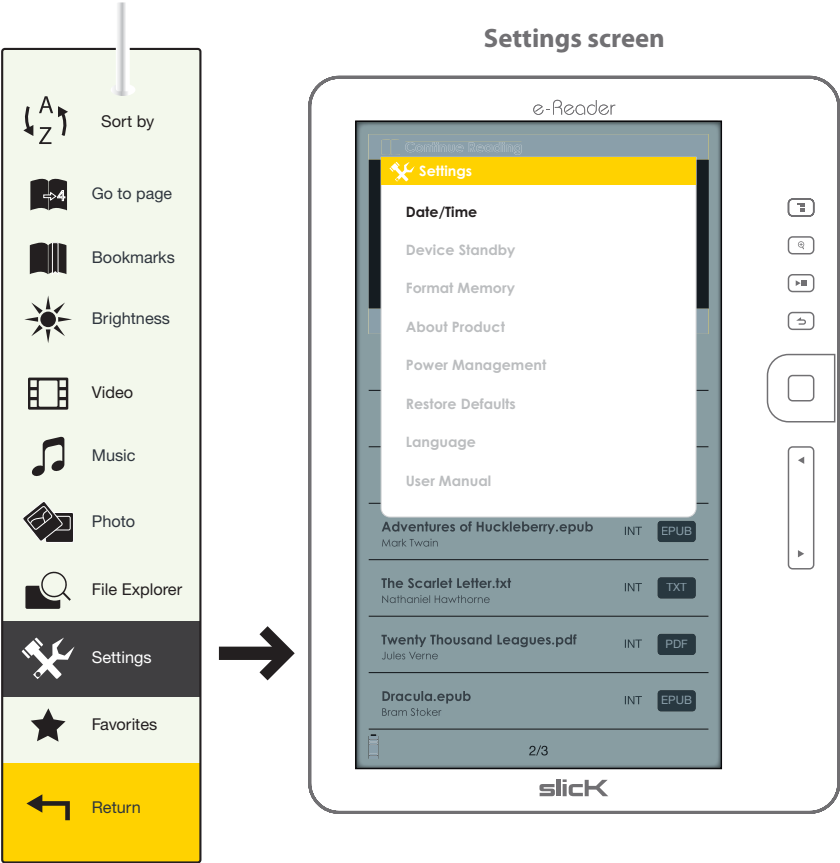 Settings screen
A
Z
Sort by
4
Go to page
Bookmarks
Brightness
Video
Music
Photo
File Explorer
Settings
Favorites
Return
e-Reader
Continue Reading
Settings
Date/Time
Device Standby
Format Memory
About Product
Power Management
Restore Defaults
Language
User Manual
Adventures of Huckleberry.epub INT EPUB
Mark Twain
The Scarlet Letter.txt INT TXT
Nathaniel Hawthorne
Twenty Thousand Leagues.pdf INT PDF
Jules Verne
Dracula.epub INT EPUB
Bram Stoker
2/3
slick